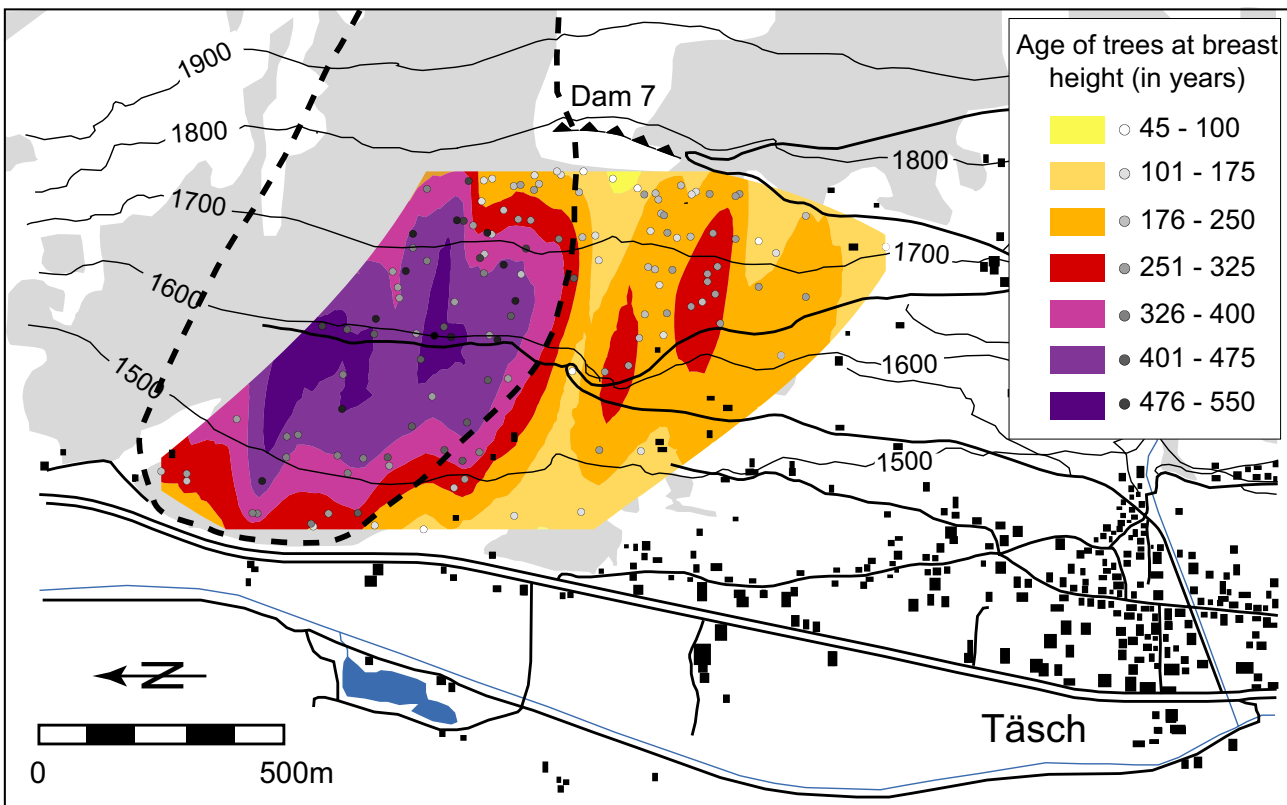 Age of trees at breast
height (in years)
45 - 100
101 - 175
176 - 250
251 - 325
326 - 400
401 - 475
476 - 550
1900
Dam 7
1800
1800
1700
1700
1600
1600
1500
1500
N
Täsch
0 500m